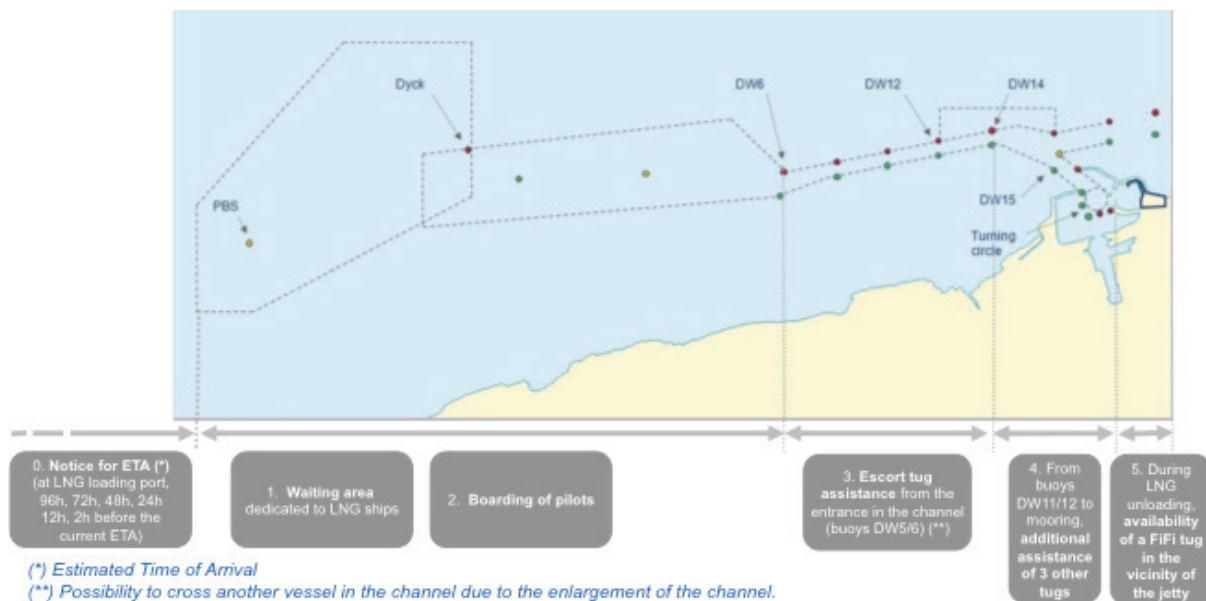 Dyck
DW6
DW12
DW14
PBS
DW15
Turning
circle
0. Notice for ETA (*)
(at LNG loading port,
96h, 72h, 48h, 24h
12h, 2h before the
current ETA)
1. Waiting area
dedicated to LNG ships
2. Boarding of pilots
3. Escort tug
assistance from the
entrance in the channel
(buoys DW5/6) (**)
4. From
buoys
DW11/12 to
mooring,
additional
assistance
of 3 other
tugs
5. During
LNG
unloading,
availability
of a FiFi tug
in the
vicinity of
the jetty
(*) Estimated Time of Arrival
(**) Possibility to cross another vessel in the channel due to the enlargement of the channel.